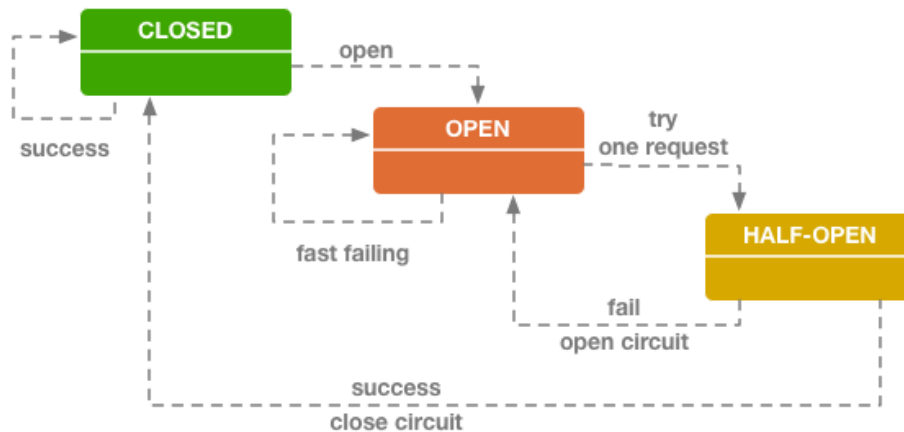 CLOSED
open
success
OPEN
try
one request
fast failing
HALF-OPEN
fail
open circuit
success
close circuit